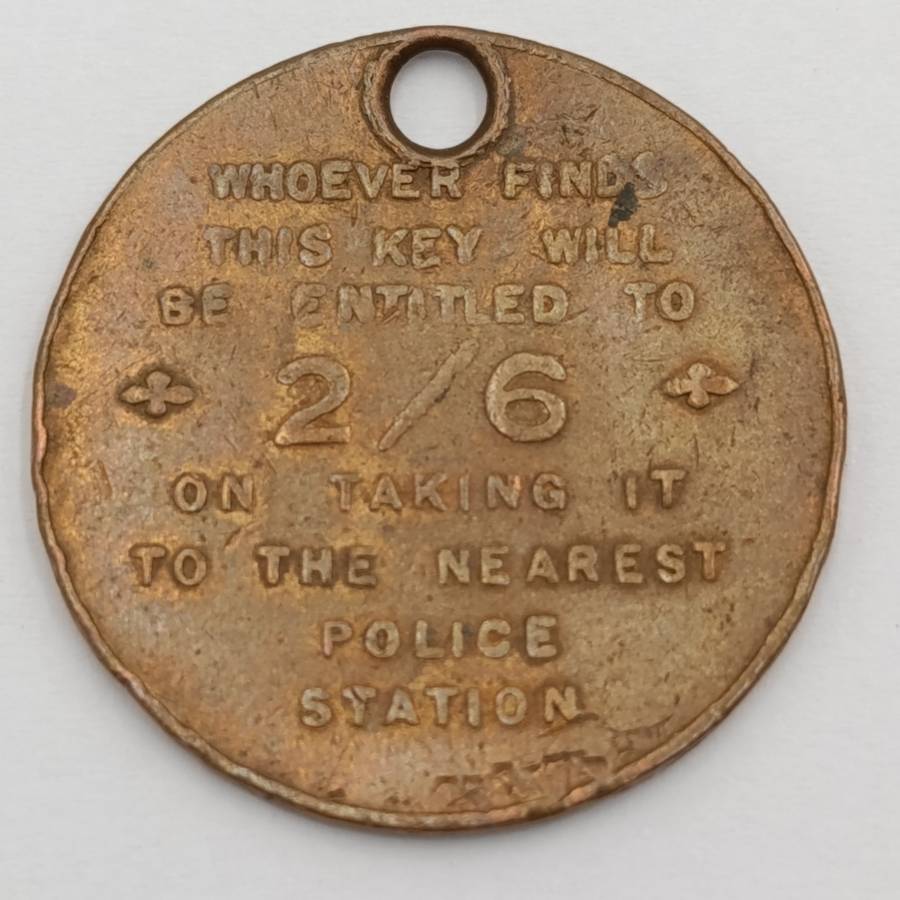 WHOEVER FINDS
THIS KEY WILL
BE ENTITLED TO
2/6
ON TAKING IT
TO THE NEAREST
POLICE
STATION